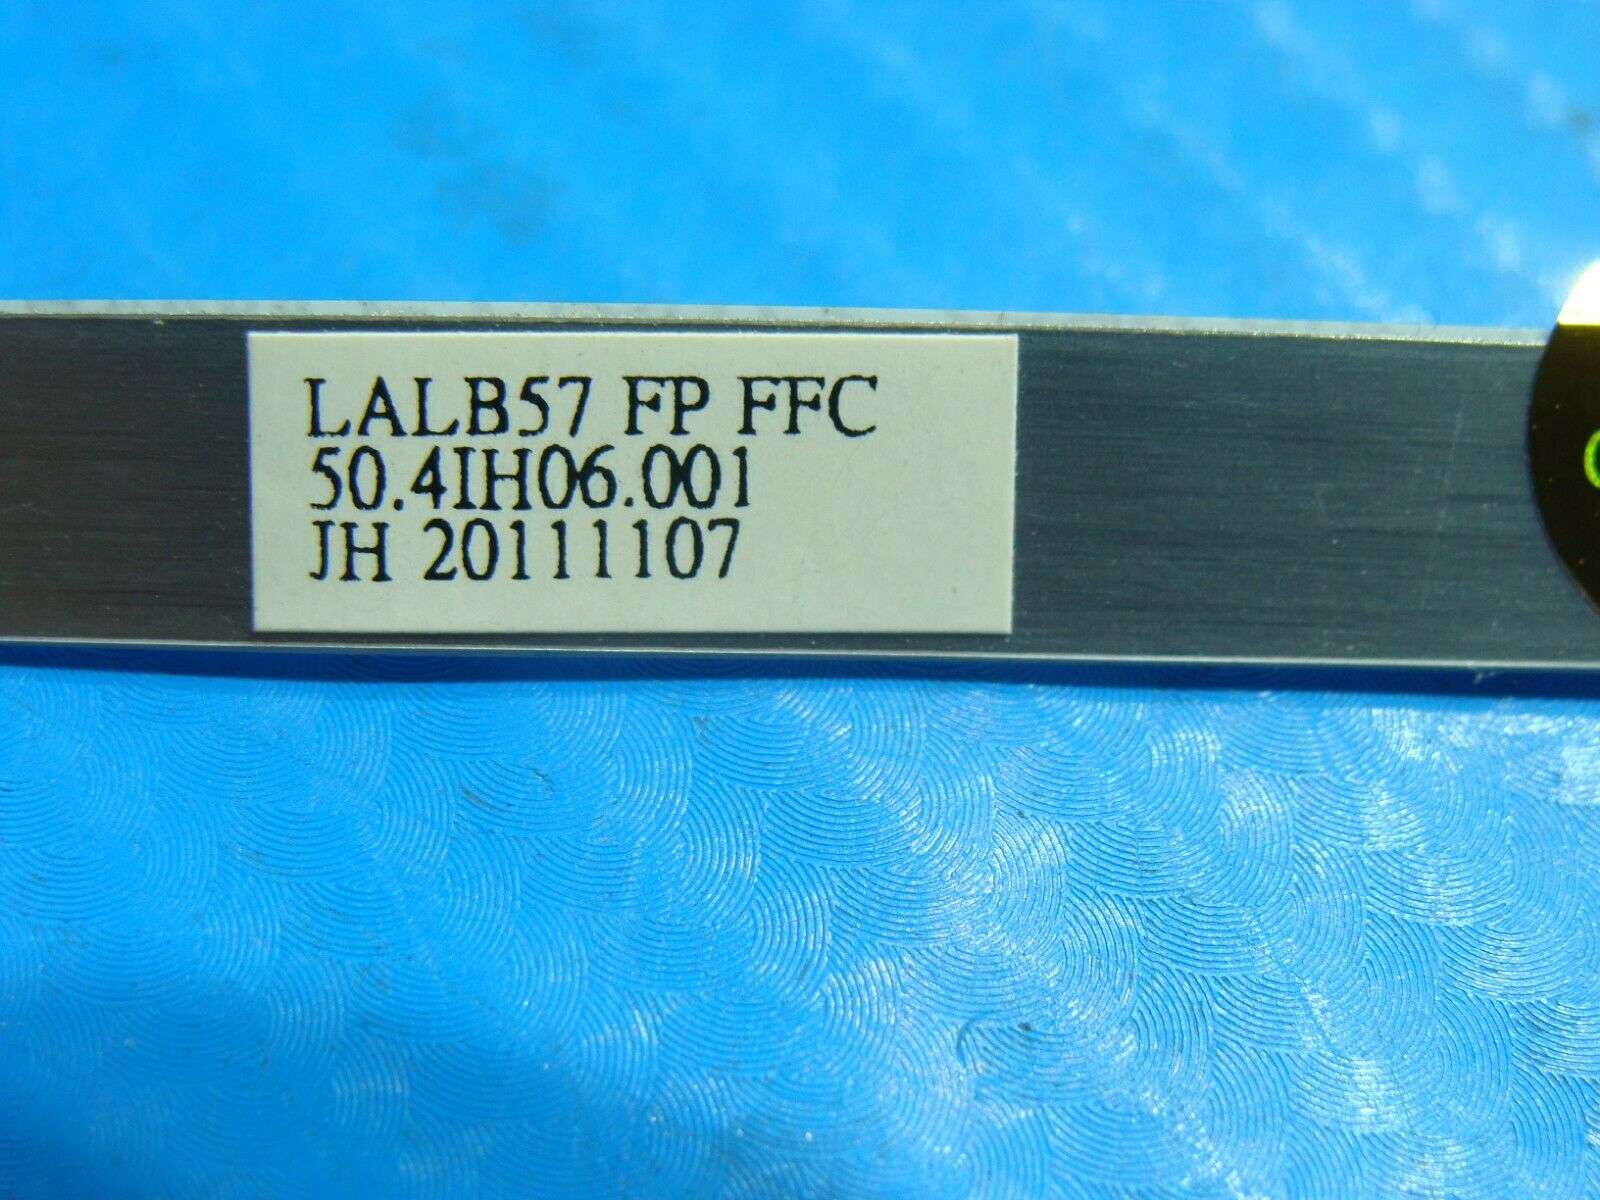 LALB57 FP FFC
50.4IH06.001
JH 20111107